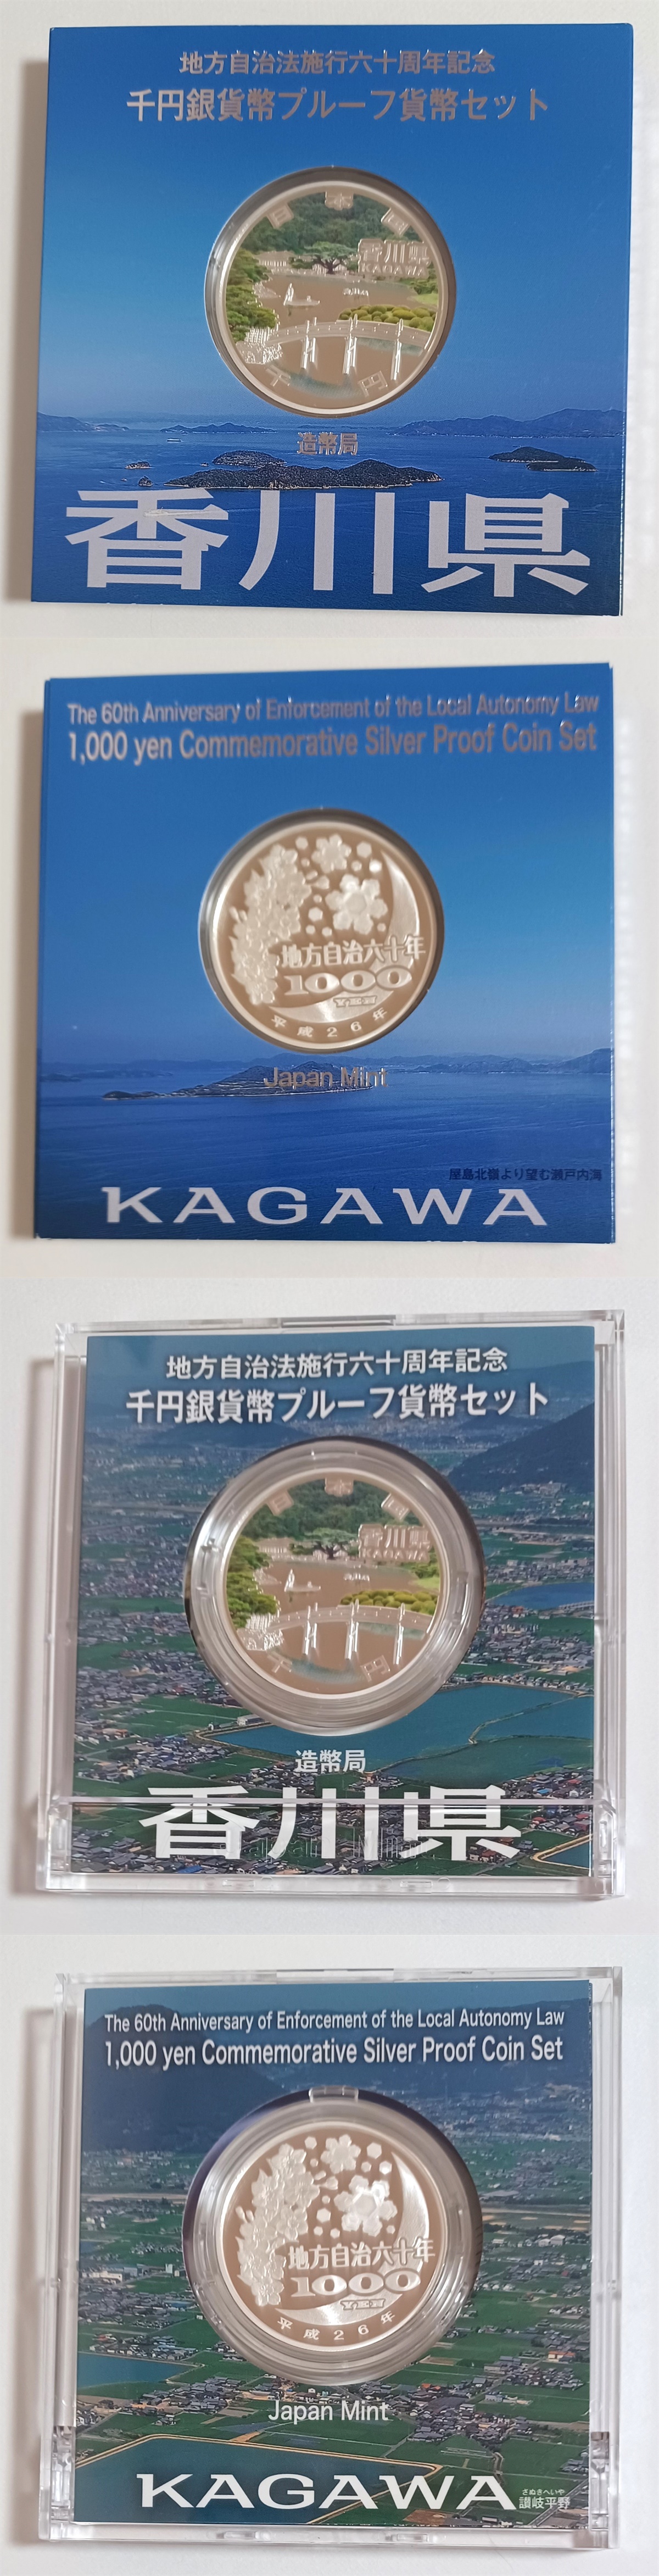 地方自治法施行六十周年記念
千円銀貨幣プルーフ貨幣セット
日本国
香川県
KAGAWA
千円
造幣局
香川県
The 60th Anniversary of Enforcement of the Local Autonomy Law
1,000 yen Commemorative Silver Proof Coin Set
地方自治六十年
1000
YEN
平成26年
Japan Mint
屋島北嶺より望む瀬戸内海
KAGAWA
地方自治法施行六十周年記念
千円銀貨幣プルーフ貨幣セット
日本国
香川県
KAGAWA
千円
造幣局
香川県
Japan Mint
The 60th Anniversary of Enforcement of the Local Autonomy Law
1,000 yen Commemorative Silver Proof Coin Set
地方自治六十年
1000
YEN
平成26年
Japan Mint
さぬきへいや
KAGAWA 讃岐平野